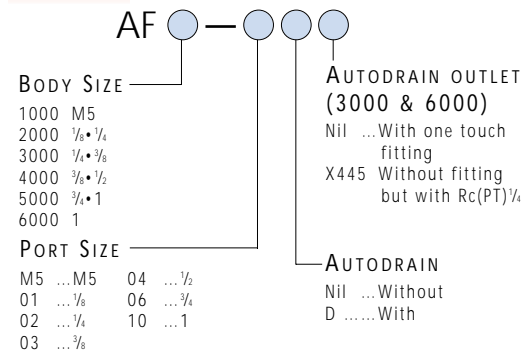 AF — 
BODY SIZE
1000 M5
2000 1/8•1/4
3000 1/4•3/8
4000 3/8•1/2
5000 3/4•1
6000 1
PORT SIZE
M5 ...M5 04 ...1/2
01 ...1/8 06 ...3/4
02 ...1/4 10 ...1
03 ...3/8
AUTODRAIN OUTLET
(3000 & 6000)
Nil ...With one touch
fitting
X445 Without fitting
but with Rc(PT)1/4
AUTODRAIN
Nil ...Without
D ......With